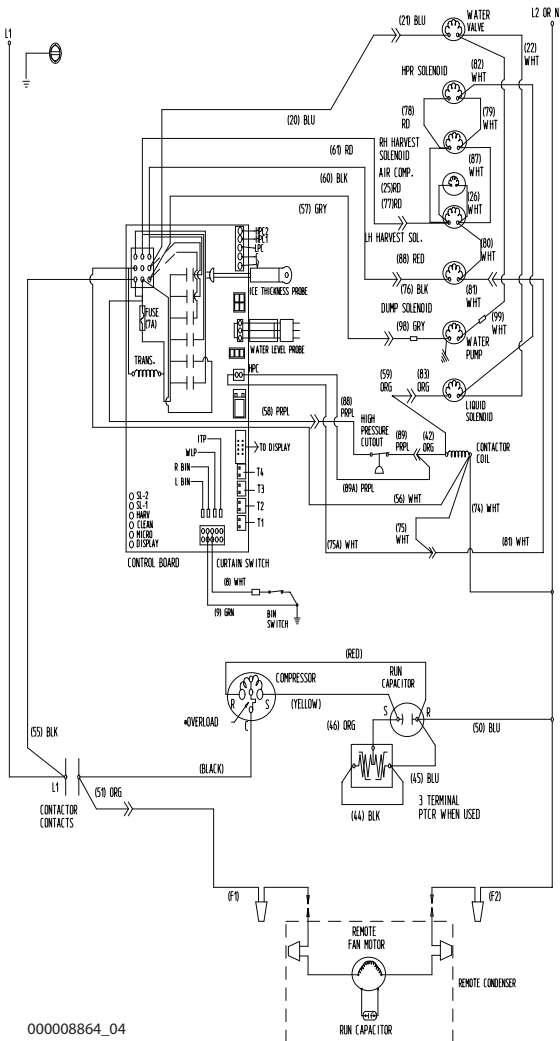 L1
L2 OR N
(21) BLU
WATER
VALVE
(22)
WHT
HPR SOLENOID
(82)
WHT
(20) BLU
(78)
RD
(79)
WHT
(61) RD
RH HARVEST
SOLENOID
(87)
WHT
(60) BLK
AIR COMP.
(25)RD
(77)RD
(26)
WHT
(57) GRY
LH HARVEST SOL.
(80)
WHT
HPC2
HPC1
LPC
C
(88) RED
(76) BLK
(81)
WHT
ICE THICKNESS PROBE
DUMP SOLENOID
(99)
WHT
FUSE
(7A)
(98) GRY
WATER
PUMP
WATER LEVEL PROBE
TRANS.
HPC
(59)
ORG
(83)
ORG
LIQUID
SOLENOID
(58) PRPL
(88)
PRPL
HIGH
PRESSURE
CUTOUT
(89)
PRPL
(42)
ORG
CONTACTOR
COIL
ITP
WLP
R BIN
L BIN
TO DISPLAY
T4
T3
T2
T1
(89A) PRPL
(56) WHT
(74) WHT
(75)
WHT
(75A) WHT
(81) WHT
SL-2
SL-1
HARV
CLEAN
MICRO
DISPLAY
CONTROL BOARD
CURTAIN SWITCH
(8) WHT
(9) GRN
BIN
SWITCH
(RED)
COMPRESSOR
RUN
CAPACITOR
R
S
(YELLOW)
S
R
*OVERLOAD
C
(46) ORG
(50) BLU
(55) BLK
(BLACK)
(45) BLU
L1
(51) ORG
CONTACTOR
CONTACTS
(44) BLK
3 TERMINAL
PTCR WHEN USED
(F1)
(F2)
REMOTE
FAN MOTOR
REMOTE CONDENSER
RUN CAPACITOR
000008864_04